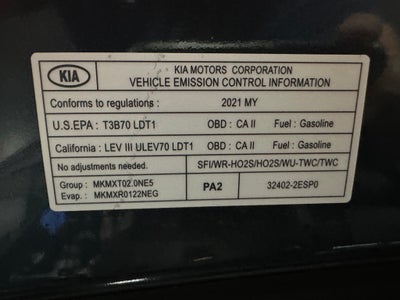 KIA
KIA MOTORS CORPORATION
VEHICLE EMISSION CONTROL INFORMATION
Conforms to regulations : 2021 MY
U.S.EPA : T3B70 LDT1 OBD : CA II Fuel : Gasoline
California : LEV III ULEV70 LDT1 OBD : CA II Fuel : Gasoline
No adjustments needed. SFI/WR-HO2S/HO2S/WU-TWC/TWC
Group : MKMXT02.0NE5
Evap. : MKMXR0122NEG
PA2
32402-2ESP0